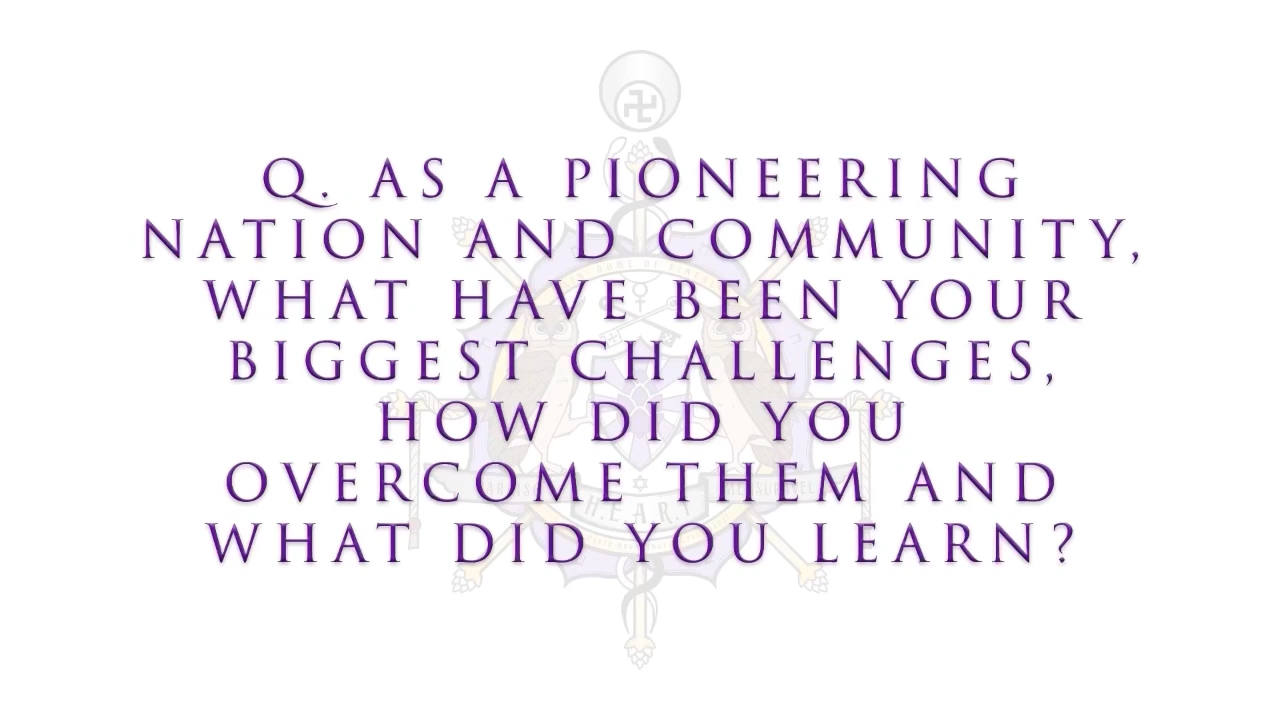 Q. AS A PIONEERING
NATION AND COMMUNITY,
WHAT HAVE BEEN YOUR
BIGGEST CHALLENGES,
HOW DID YOU
OVERCOME THEM AND
WHAT DID YOU LEARN?
H.E.A.R.T.